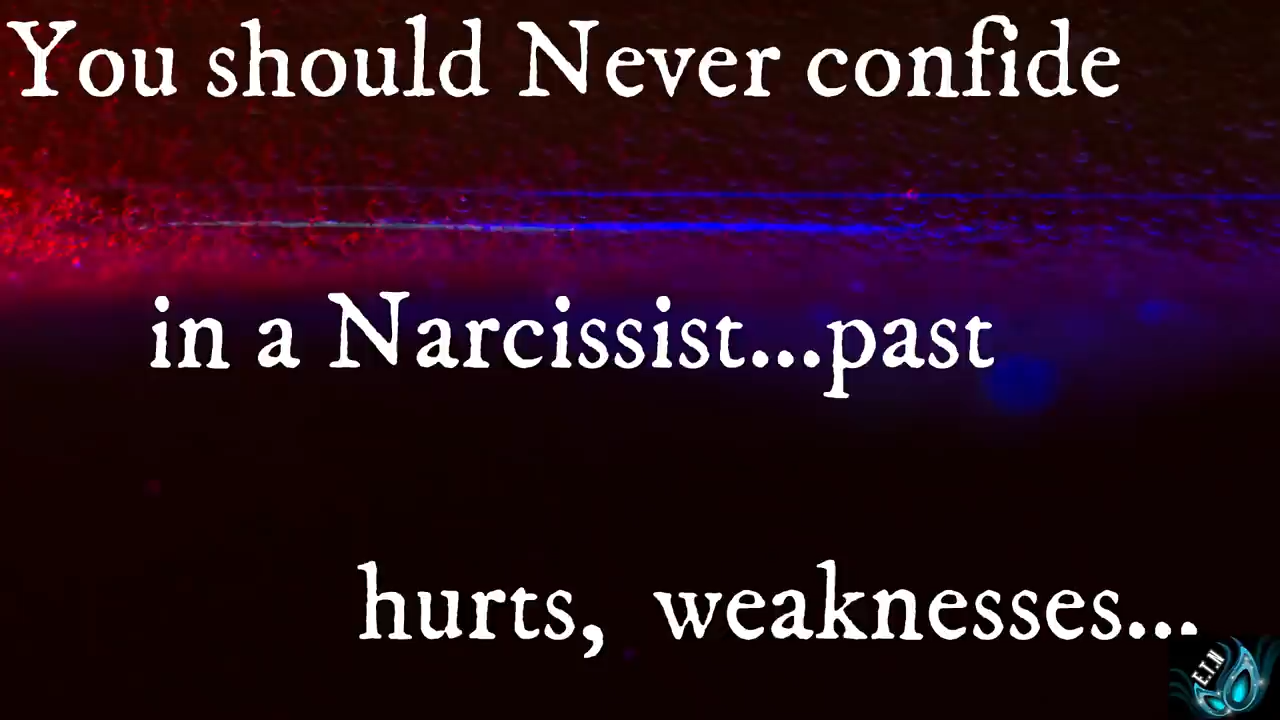 You should Never confide
in a Narcissist...past
hurts, weaknesses...
E.T.N